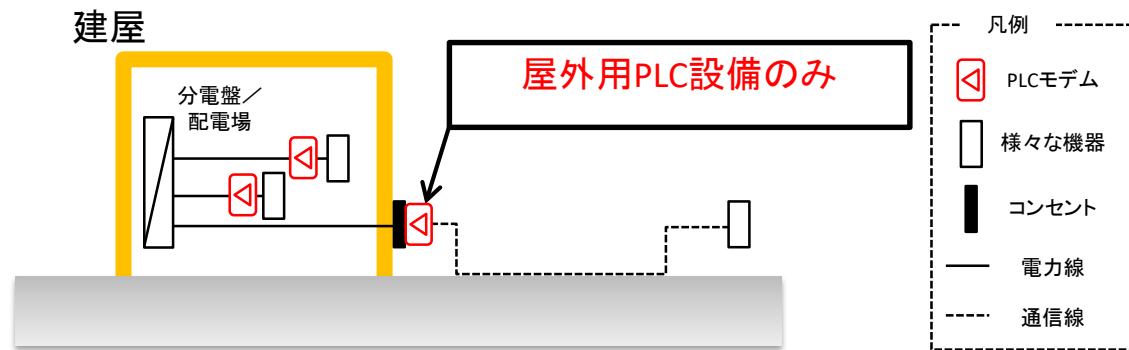 建屋
分電盤／
配電場
屋外用PLC設備のみ
凡例
PLCモデム
様々な機器
コンセント
電力線
通信線